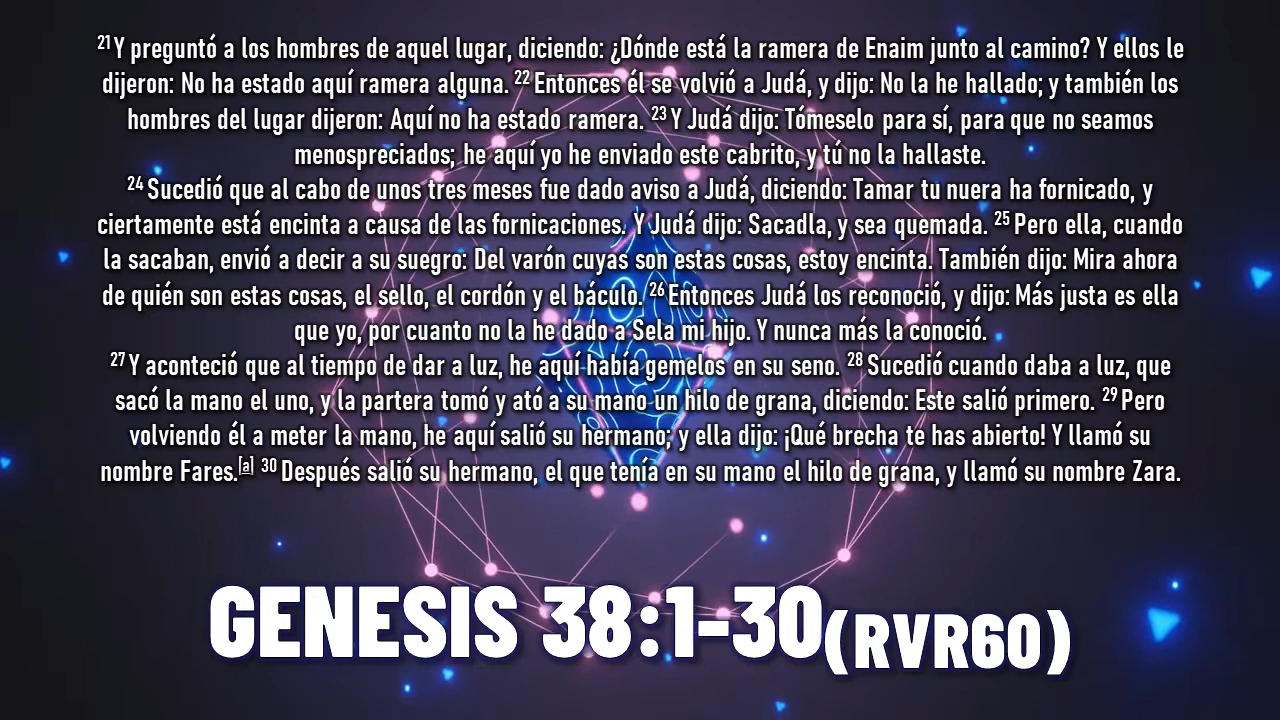 21 Y preguntó a los hombres de aquel lugar, diciendo: ¿Dónde está la ramera de Enaim junto al camino? Y ellos le
dijeron: No ha estado aquí ramera alguna. 22 Entonces él se volvió a Judá, y dijo: No la he hallado; y también los
hombres del lugar dijeron: Aquí no ha estado ramera. 23 Y Judá dijo: Tómeselo para sí, para que no seamos
menospreciados; he aquí yo he enviado este cabrito, y tú no la hallaste.
24 Sucedió que al cabo de unos tres meses fue dado aviso a Judá, diciendo: Tamar tu nuera ha fornicado, y
ciertamente está encinta a causa de las fornicaciones. Y Judá dijo: Sacadla, y sea quemada. 25 Pero ella, cuando
la sacaban, envió a decir a su suegro: Del varón cuyas son estas cosas, estoy encinta. También dijo: Mira ahora
de quién son estas cosas, el sello, el cordón y el báculo. 26 Entonces Judá los reconoció, y dijo: Más justa es ella
que yo, por cuanto no la he dado a Sela mi hijo. Y nunca más la conoció.
27 Y aconteció que al tiempo de dar a luz, he aquí había gemelos en su seno. 28 Sucedió cuando daba a luz, que
sacó la mano el uno, y la partera tomó y ató a su mano un hilo de grana, diciendo: Este salió primero. 29 Pero
volviendo él a meter la mano, he aquí salió su hermano; y ella dijo: ¡Qué brecha te has abierto! Y llamó su
nombre Fares.[a] 30 Después salió su hermano, el que tenía en su mano el hilo de grana, y llamó su nombre Zara.
GENESIS 38:1-30(RVR60)